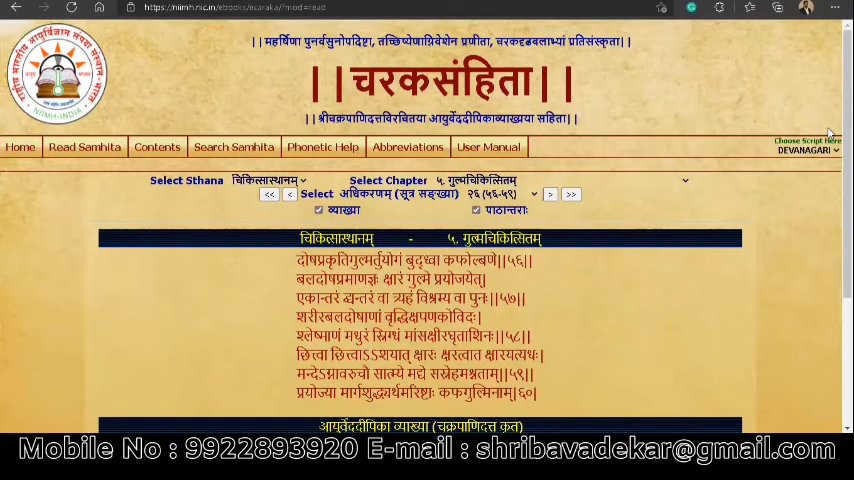 https://niimh.nic.in/ebooks/ecaraka/?mod=read
||महर्षिणा पुनर्वसुनोपदिष्टा, तच्छिष्येणाग्निवेशेन प्रणीता, चरकदृढबलाभ्यां प्रतिसंस्कृता||
||चरकसंहिता||
||श्रीचक्रपाणिदत्तविरचितया आयुर्वेददीपिकाव्याख्यया सहिता||
NIIMH-INDIA
Home Read Samhita Contents Search Samhita Phonetic Help Abbreviations User Manual
Choose Script Here
DEVANAGARI
Select Sthana चिकित्सास्थानम् Select Chapter ५. गुल्मचिकित्सितम्
<< < Select अधिकरणम् (सूत्र सङ्ख्या) २६ (५६-५९) > >>
व्याख्या पाठान्तराः
चिकित्सास्थानम् - ५. गुल्मचिकित्सितम्
दोषप्रकृतिगुल्मर्तुयोगं बुद्ध्वा कफोल्बणे||५६||
बलदोषप्रमाणज्ञः क्षारं गुल्मे प्रयोजयेत्|
एकान्तरं द्व्यन्तरं वा त्र्यहं विश्रम्य वा पुनः||५७||
शरीरबलदोषाणां वृद्धिक्षपणकोविदः|
श्लेष्माणं मधुरं स्निग्धं मांसक्षीरघृताशिनः||५८||
छित्त्वा छित्त्वाऽऽशयात् क्षारः क्षरत्वात् क्षारयत्यधः|
मन्देऽग्नावरुचौ सात्म्ये मद्ये सस्नेहमश्नताम्||५९||
प्रयोज्या मार्गशुद्ध्यर्थमरिष्टाः कफगुल्मिनाम्|६०|
आयुर्वेददीपिका व्याख्या (चक्रपाणिदत्त कृत)
Mobile No : 9922893920 E-mail : shribavadekar@gmail.com